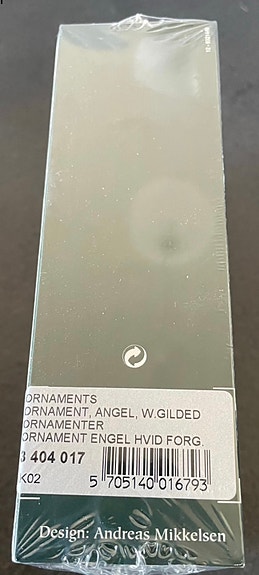 ORNAMENTS
ORNAMENT, ANGEL, W.GILDED
ORNAMENTER
ORNAMENT ENGEL HVID FORG.
3 404 017
K02
5 705140 016793
Design: Andreas Mikkelsen